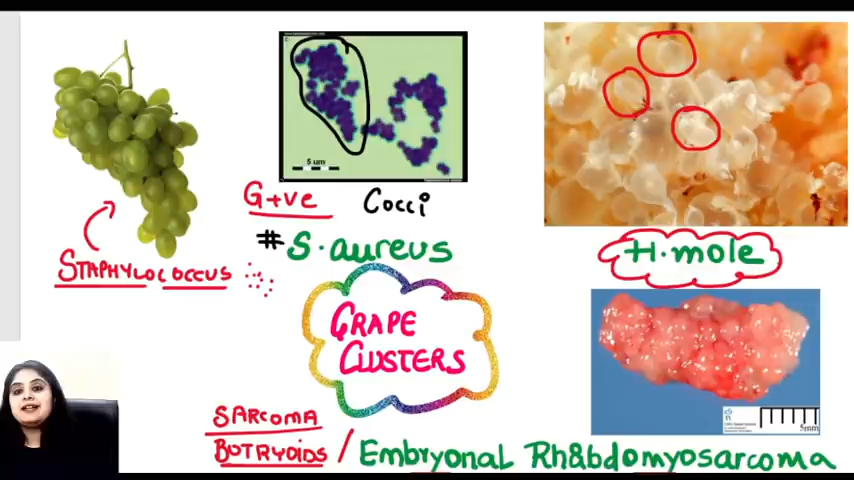 5 um
G+ve Cocci
# S.aureus
STAPHYLOCOCCUS
H.mole
GRAPE
CLUSTERS
5mm
SARCOMA
BOTRYOIDS / Embryonal Rhabdomyosarcoma